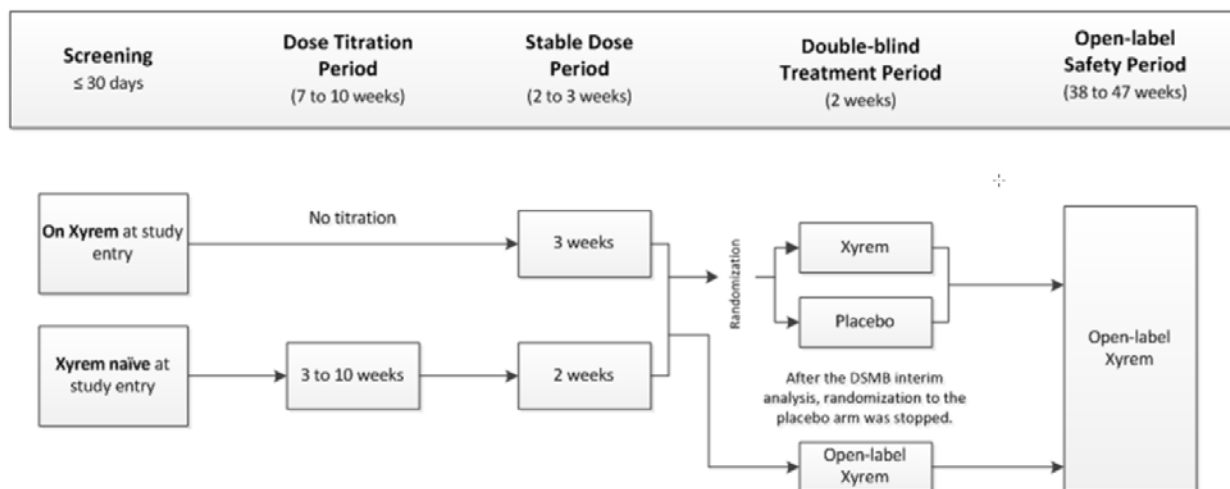 Screening
≤ 30 days
Dose Titration
Period
(7 to 10 weeks)
Stable Dose
Period
(2 to 3 weeks)
Double-blind
Treatment Period
(2 weeks)
Open-label
Safety Period
(38 to 47 weeks)
On Xyrem at study
entry
No titration
3 weeks
Randomization
Xyrem
Placebo
Open-label
Xyrem
Xyrem naïve at
study entry
3 to 10 weeks
2 weeks
After the DSMB interim
analysis, randomization to the
placebo arm was stopped.
Open-label
Xyrem